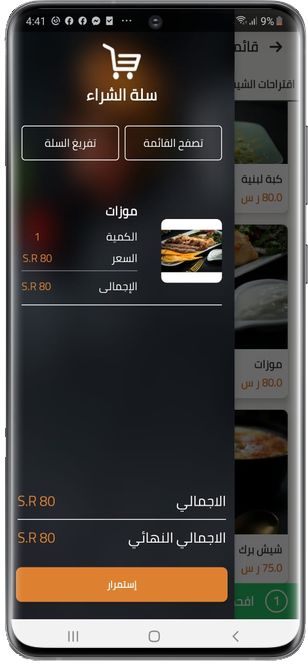 4:41 9%
سلة الشراء
تصفح القائمة
تفريغ السلة
موزات
الكمية 1
السعر S.R 80
الإجمالى S.R 80
الاجمالي S.R 80
الاجمالي النهائي S.R 80
إستمرار
قائم
اقتراحات الشي
كبة لبنية
80.0 ر س
موزات
80.0 ر س
شيش برك
75.0 ر س
1 افت